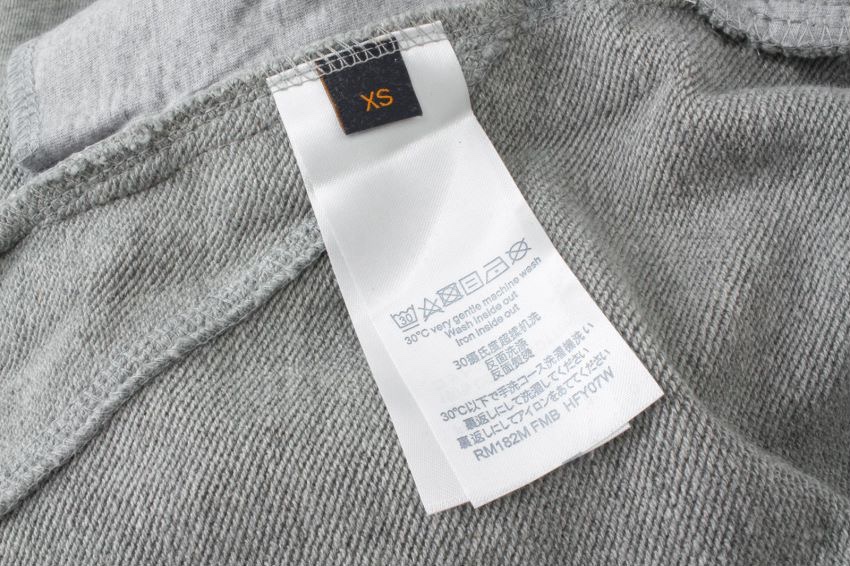 XS
30
30°C very gentle machine wash
Wash inside out
Iron inside out
30摄氏度超揉机洗
反面洗涤
反面熨烫
30℃以下で手洗コース洗濯機洗い
裏返しにして洗濯してください
裏返しにしてアイロンをあててください
RM182M FMB HFY07W